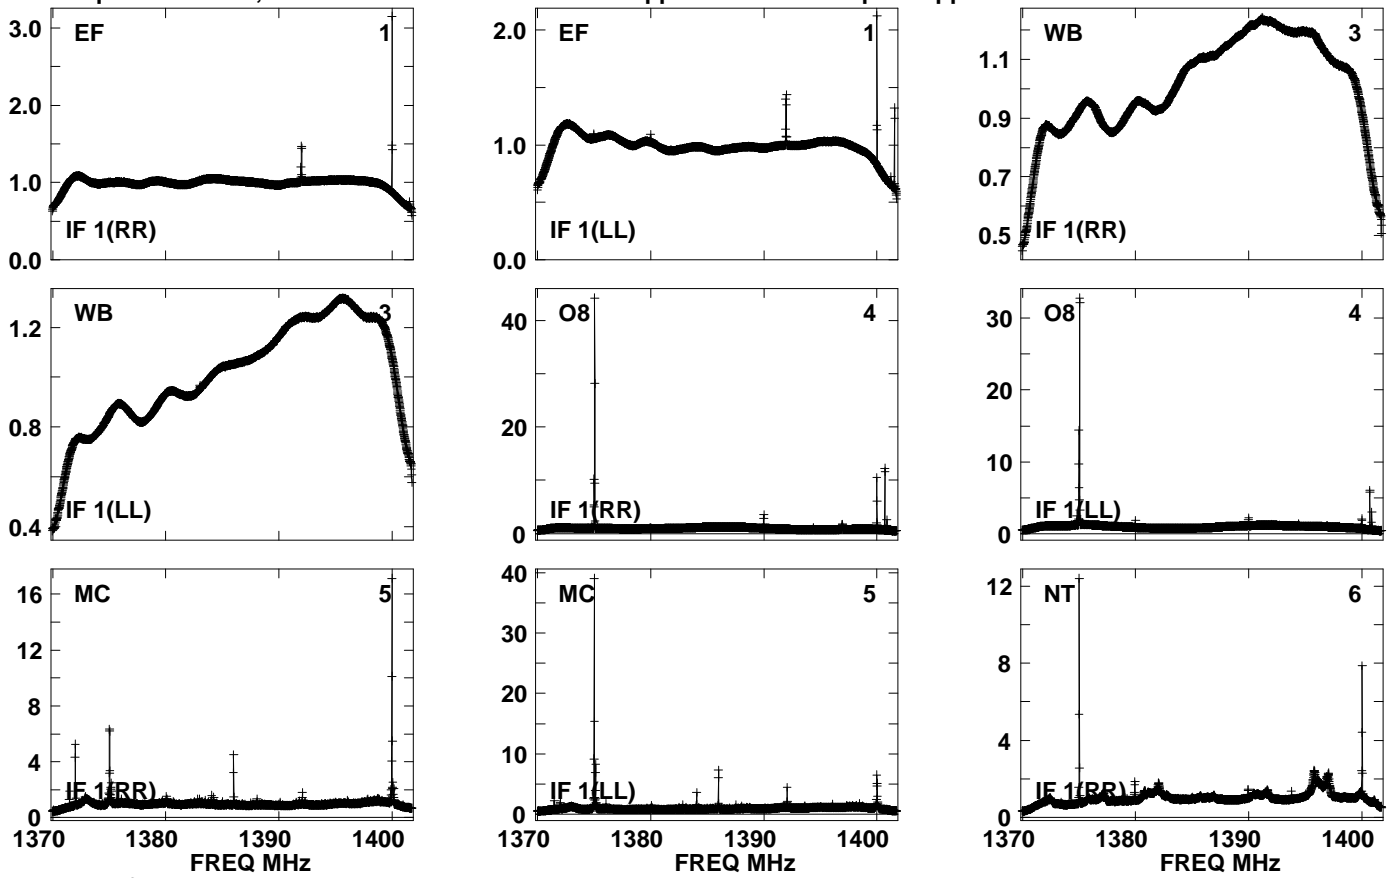 EF 1
3.0
2.0
1.0
0.0
IF 1(RR)
EF 1
2.0
1.0
0.0
IF 1(LL)
WB 3
1.1
0.9
0.7
0.5
IF 1(RR)
WB 3
1.2
0.8
0.4
IF 1(LL)
O8 4
40
20
0
IF 1(RR)
O8 4
30
20
10
0
IF 1(LL)
MC 5
16
12
8
4
0
IF 1(RR)
1370 1380 1390 1400
FREQ MHz
MC 5
40
30
20
10
0
IF 1(LL)
1370 1380 1390 1400
FREQ MHz
NT 6
12
8
4
0
IF 1(RR)
1370 1380 1390 1400
FREQ MHz